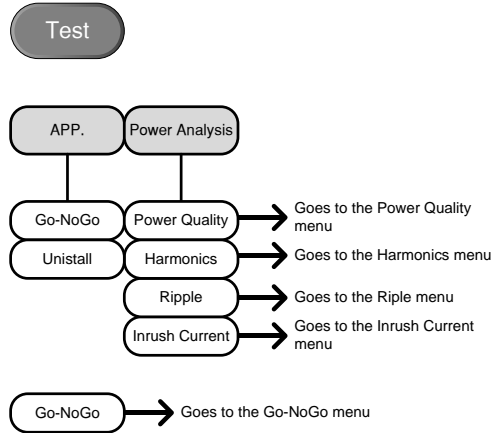 Test
APP.
Power Analysis
Go-NoGo
Power Quality
Goes to the Power Quality
menu
Unistall
Harmonics
Goes to the Harmonics menu
Ripple
Goes to the Riple menu
Inrush Current
Goes to the Inrush Current
menu
Go-NoGo
Goes to the Go-NoGo menu